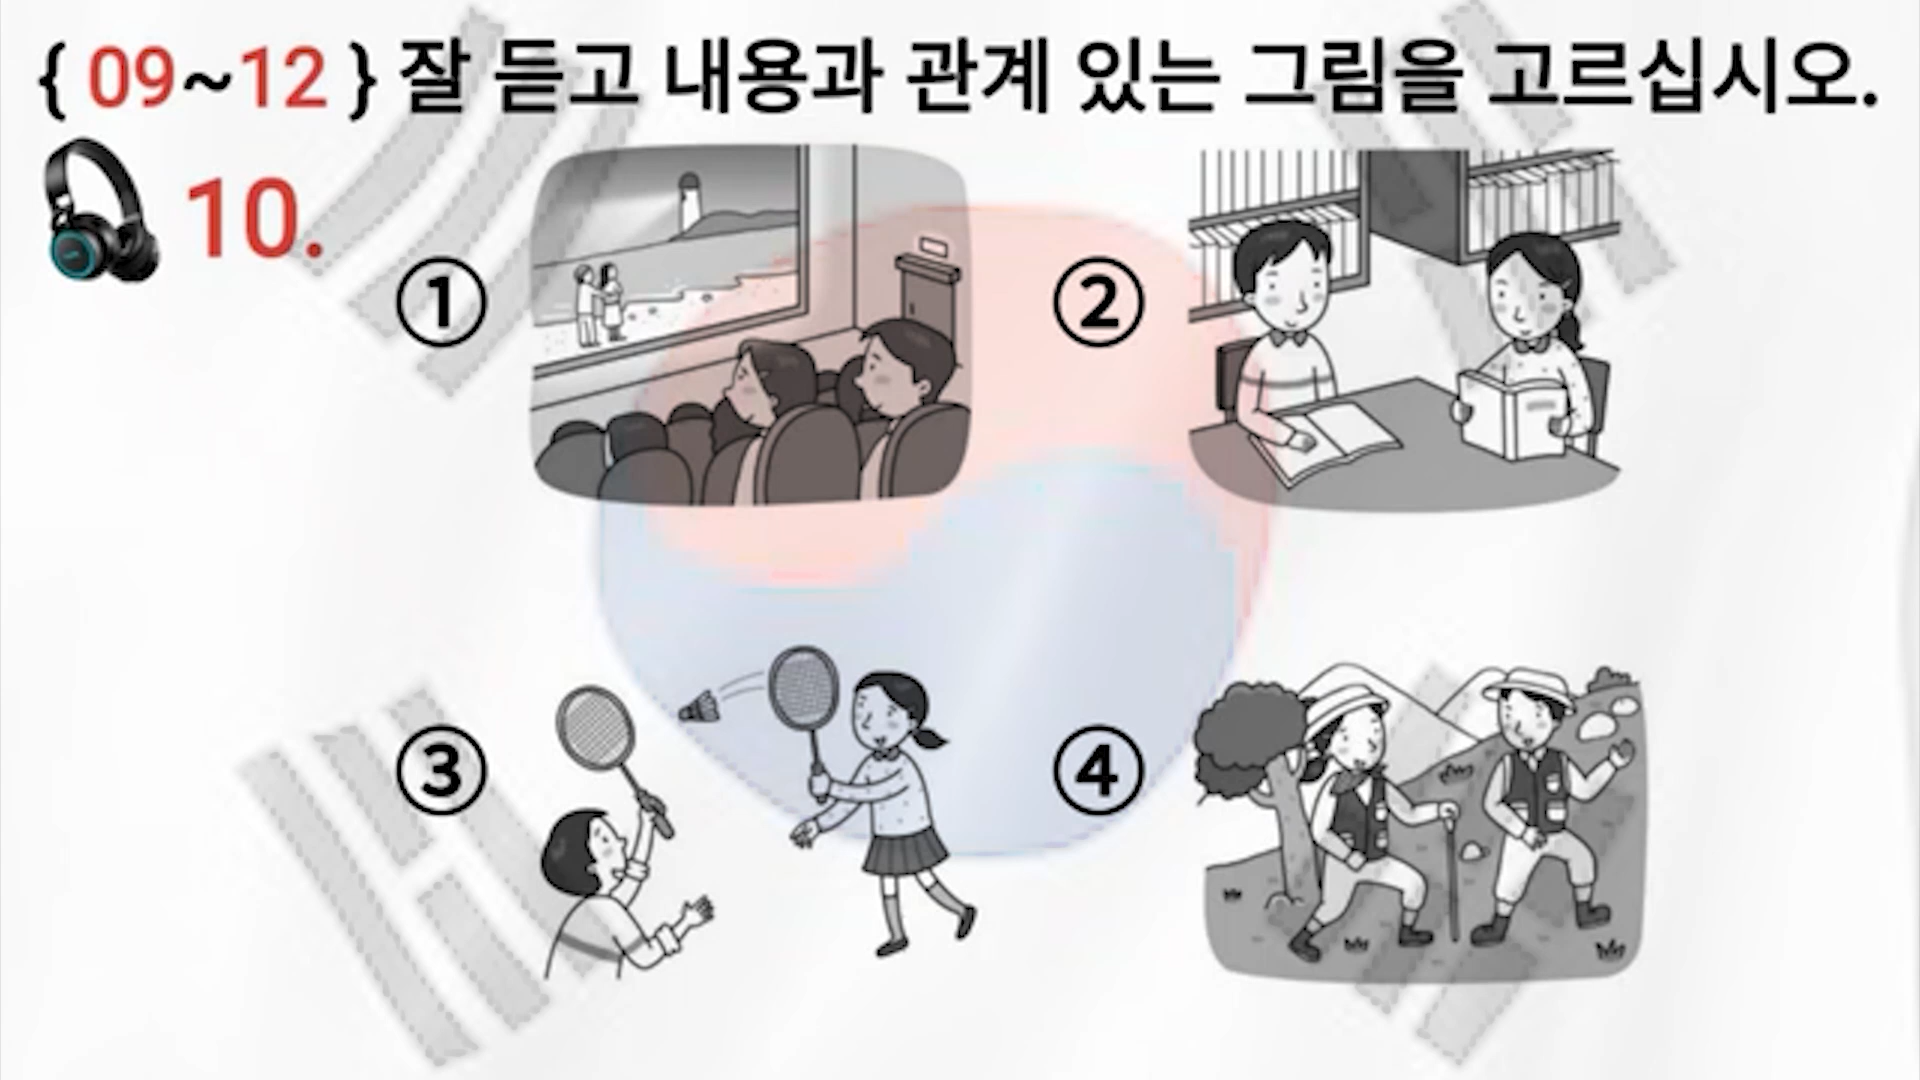 { 09~12 } 잘 듣고 내용과 관계 있는 그림을 고르십시오.
10.
① ②
③ ④